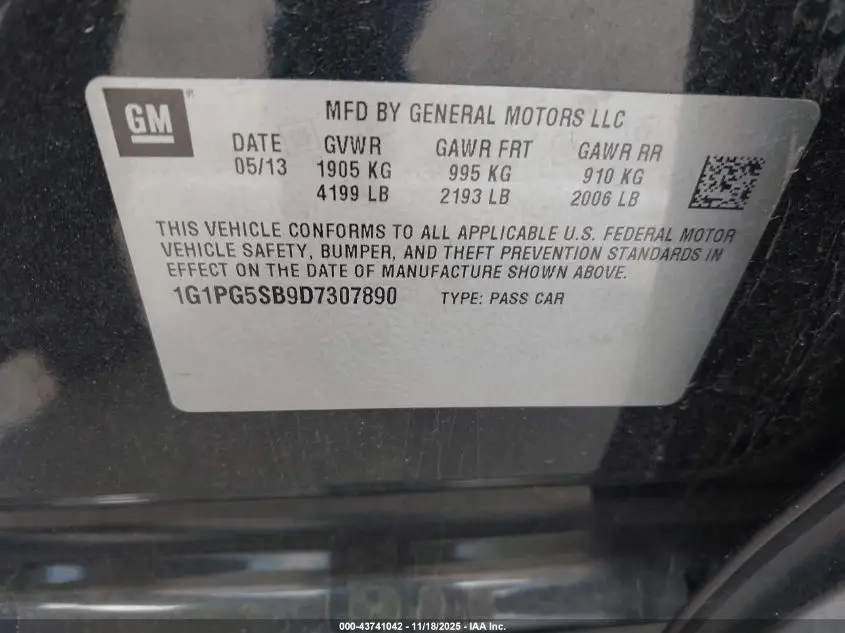 GM
MFD BY GENERAL MOTORS LLC
DATE GVWR GAWR FRT GAWR RR
05/13 1905 KG 995 KG 910 KG
4199 LB 2193 LB 2006 LB
THIS VEHICLE CONFORMS TO ALL APPLICABLE U.S. FEDERAL MOTOR
VEHICLE SAFETY, BUMPER, AND THEFT PREVENTION STANDARDS IN
EFFECT ON THE DATE OF MANUFACTURE SHOWN ABOVE.
1G1PG5SB9D7307890 TYPE: PASS CAR
000-43741042 - 11/18/2025 - IAA Inc.